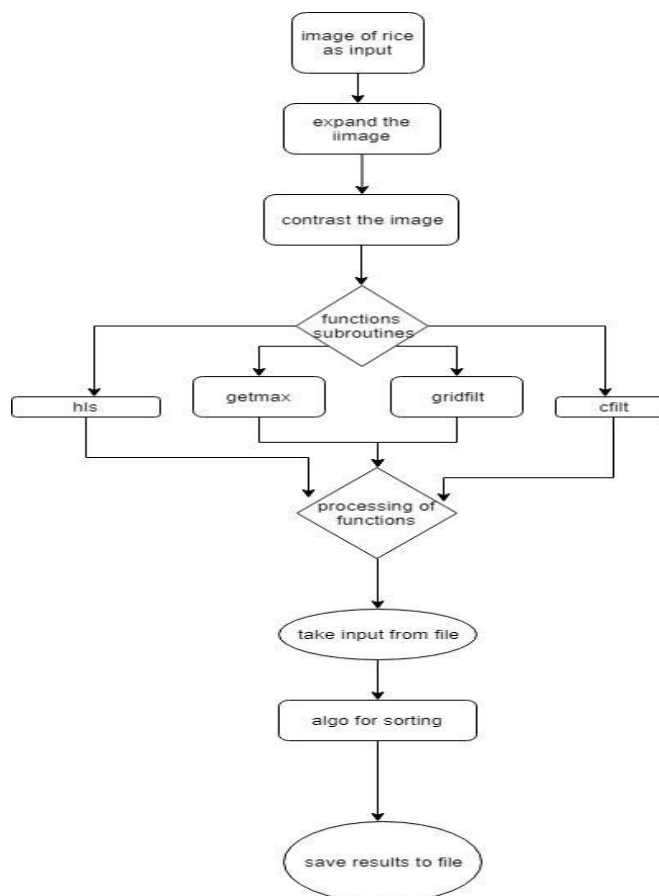 image of rice
as input
expand the
iimage
contrast the image
functions
subroutines
hls
getmax
gridfilt
cfilt
processing of
functions
take input from file
algo for sorting
save results to file